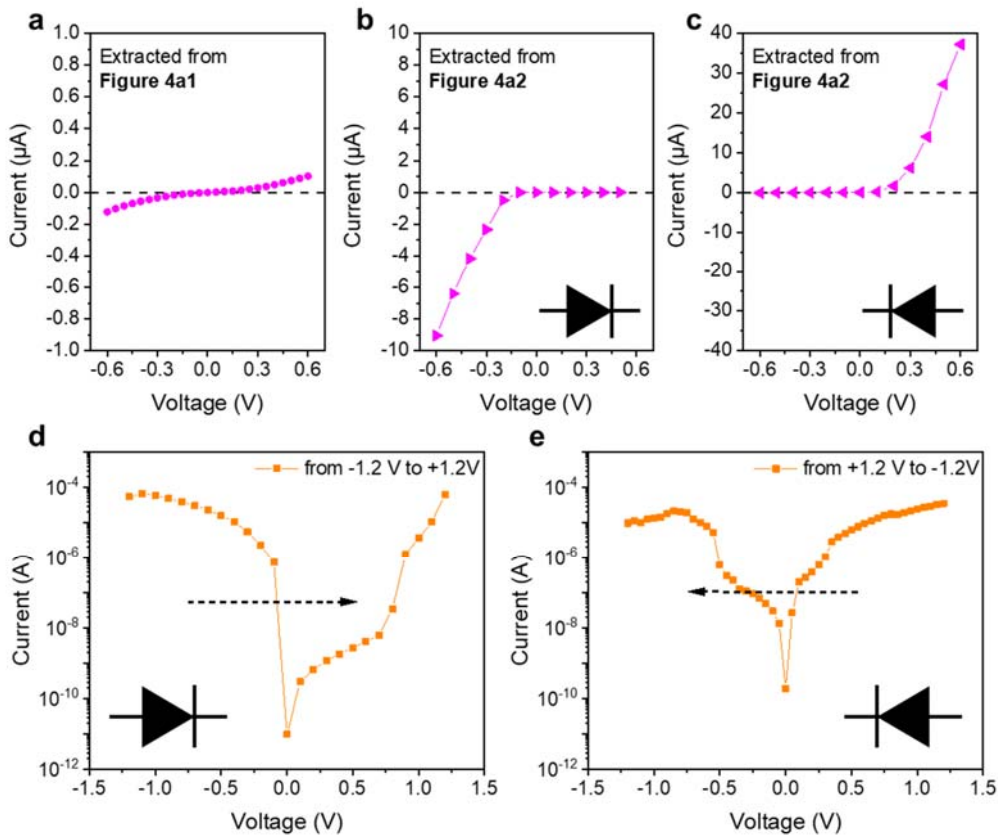 a
Extracted from
Figure 4a1
Current (µA)
1.0
0.8
0.6
0.4
0.2
0.0
-0.2
-0.4
-0.6
-0.8
-1.0
-0.6 -0.3 0.0 0.3 0.6
Voltage (V)
b
Extracted from
Figure 4a2
Current (µA)
10
8
6
4
2
0
-2
-4
-6
-8
-10
-0.6 -0.3 0.0 0.3 0.6
Voltage (V)
c
Extracted from
Figure 4a2
Current (µA)
40
30
20
10
0
-10
-20
-30
-40
-0.6 -0.3 0.0 0.3 0.6
Voltage (V)
d
from -1.2 V to +1.2V
Current (A)
10⁻⁴
10⁻⁶
10⁻⁸
10⁻¹⁰
10⁻¹²
-1.5 -1.0 -0.5 0.0 0.5 1.0 1.5
Voltage (V)
e
from +1.2 V to -1.2V
Current (A)
10⁻⁴
10⁻⁶
10⁻⁸
10⁻¹⁰
10⁻¹²
-1.5 -1.0 -0.5 0.0 0.5 1.0 1.5
Voltage (V)